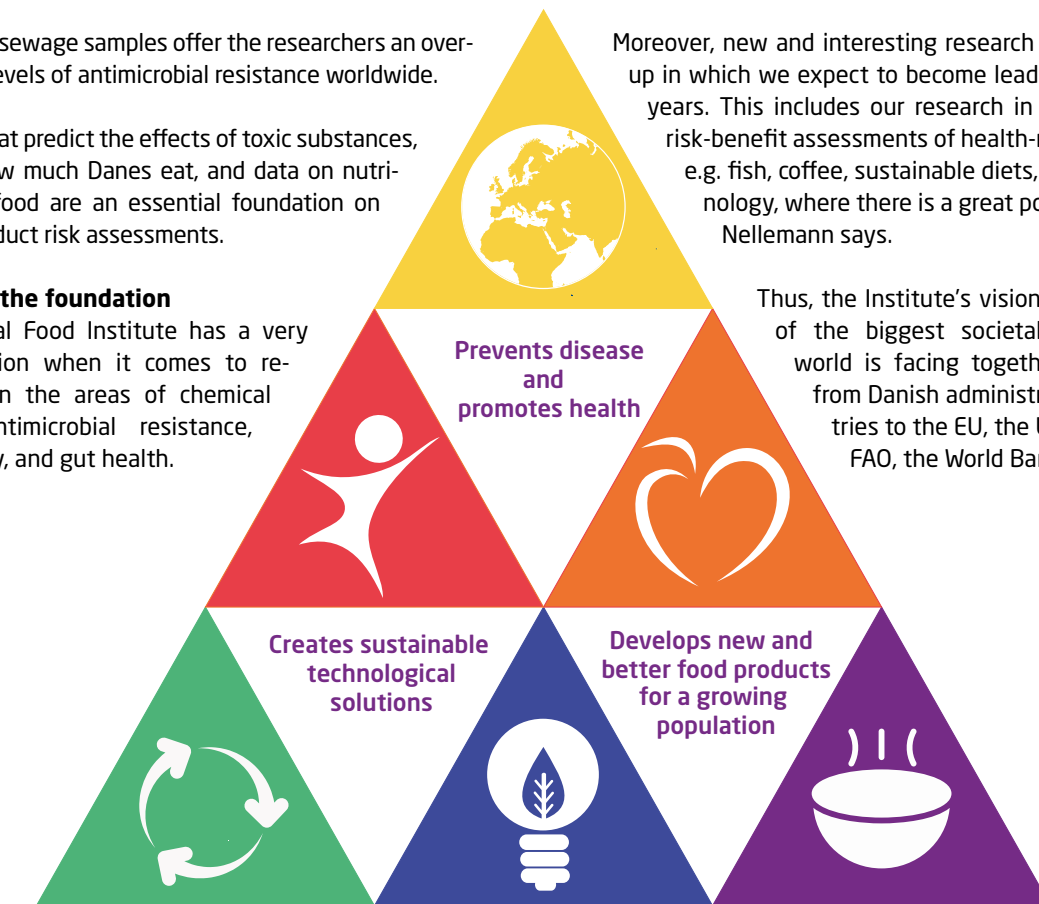 sewage samples offer the researchers an over-
evels of antimicrobial resistance worldwide.
at predict the effects of toxic substances,
w much Danes eat, and data on nutri-
food are an essential foundation on
duct risk assessments.
the foundation
al Food Institute has a very
ion when it comes to re-
n the areas of chemical
ntimicrobial resistance,
y, and gut health.
Moreover, new and interesting research
up in which we expect to become lead
years. This includes our research in
risk-benefit assessments of health-r
e.g. fish, coffee, sustainable diets,
nology, where there is a great po
Nellemann says.
Thus, the Institute's vision
of the biggest societal
world is facing togeth
from Danish administr
tries to the EU, the U
FAO, the World Ban
Prevents disease
and
promotes health
Creates sustainable
technological
solutions
Develops new and
better food products
for a growing
population